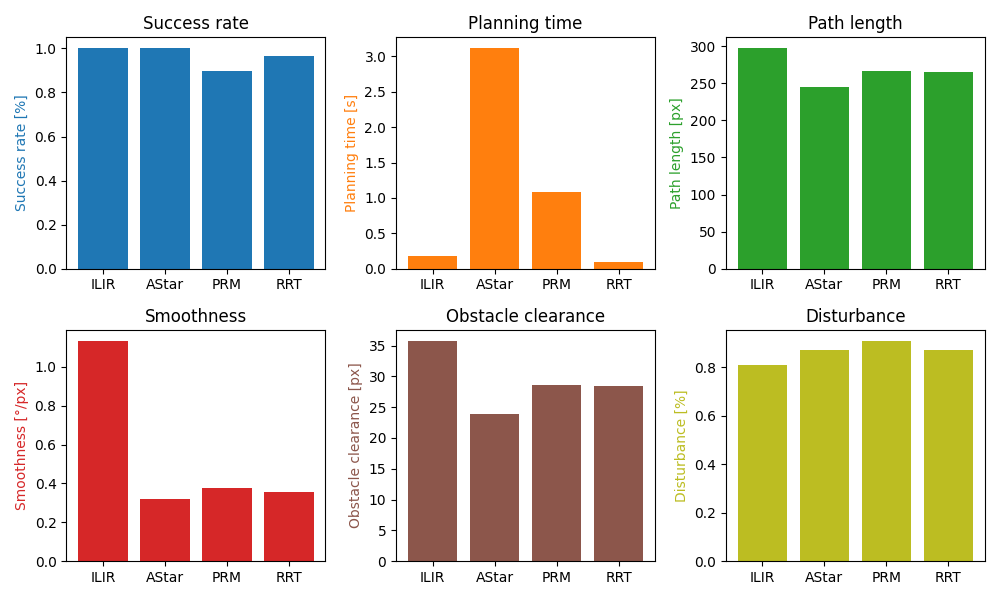 Success rate
Success rate [%]
1.0
0.8
0.6
0.4
0.2
0.0
ILIR AStar PRM RRT
Planning time
Planning time [s]
3.0
2.5
2.0
1.5
1.0
0.5
0.0
ILIR AStar PRM RRT
Path length
Path length [px]
300
250
200
150
100
50
0
ILIR AStar PRM RRT
Smoothness
Smoothness [°/px]
1.0
0.8
0.6
0.4
0.2
0.0
ILIR AStar PRM RRT
Obstacle clearance
Obstacle clearance [px]
35
30
25
20
15
10
5
0
ILIR AStar PRM RRT
Disturbance
Disturbance [%]
0.8
0.6
0.4
0.2
0.0
ILIR AStar PRM RRT